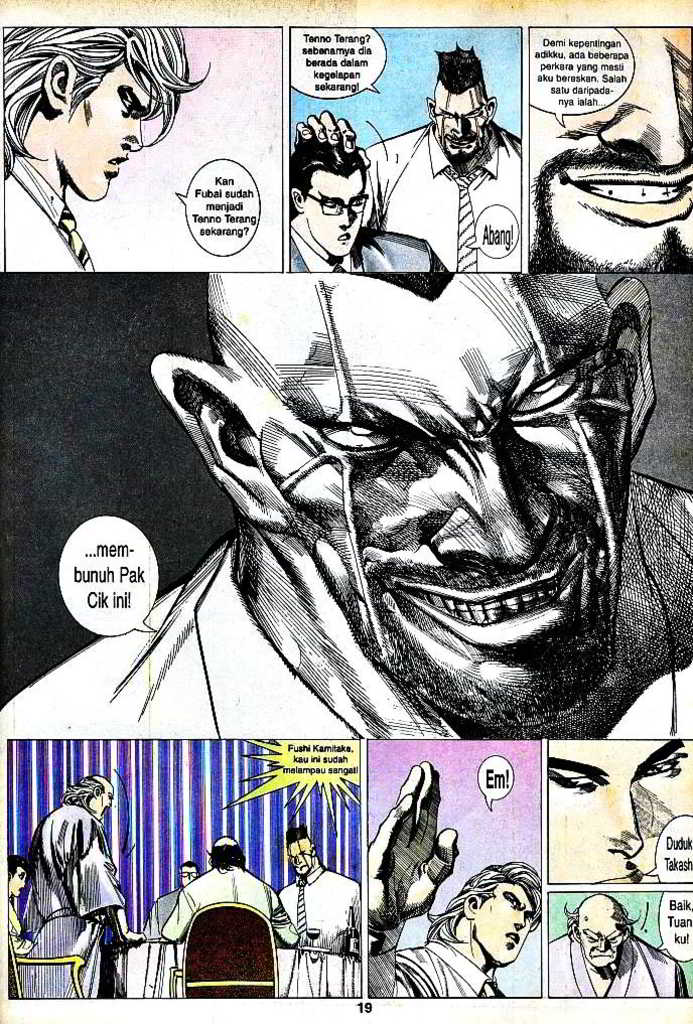 Kan
Fubai sudah
menjadi
Tenno Terang
sekarang?
Tenno Terang?
sebenarnya dia
berada dalam
kegelapan
sekarang!
Abang!
Demi kepentingan
adikku, ada beberapa
perkara yang mesti
aku bereskan. Salah
satu daripada-
nya ialah...
...mem-
bunuh Pak
Cik ini!
Fushi Kamitake,
kau ini sudah
melampau sangat!
Em!
Duduk
Takashi
Baik,
Tuan
ku!
19